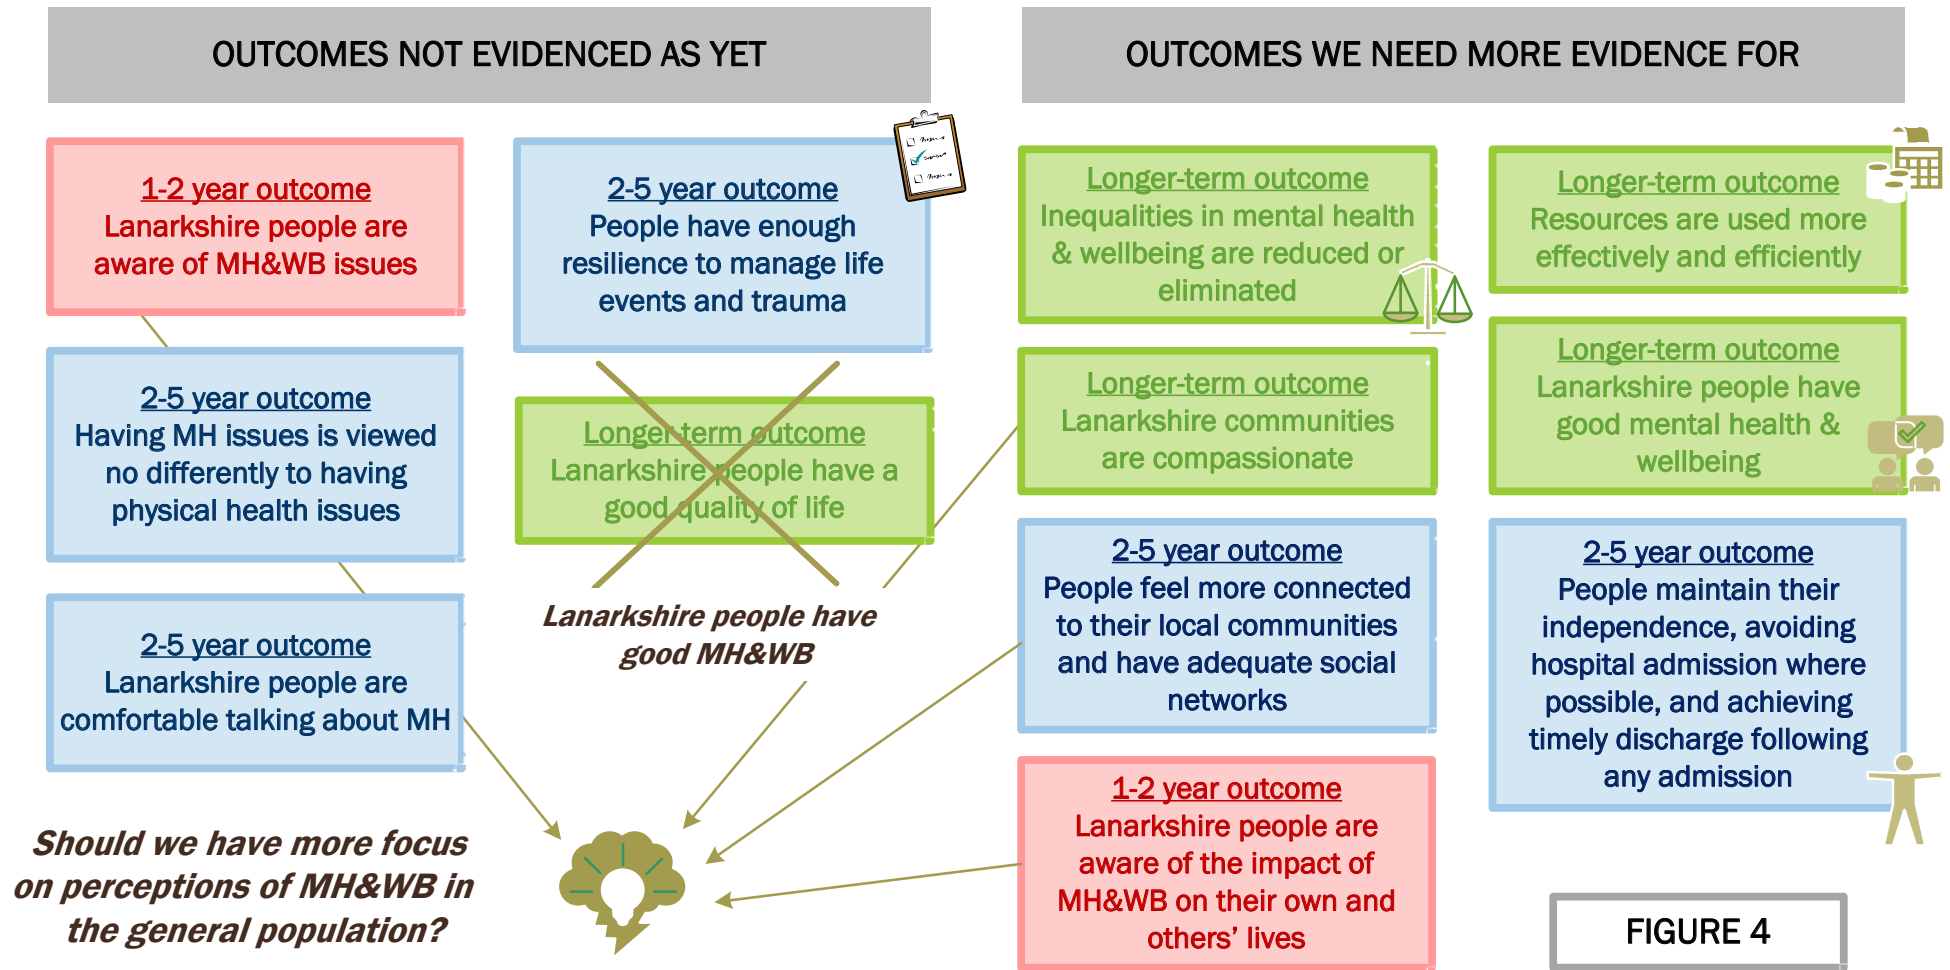 OUTCOMES NOT EVIDENCED AS YET
1-2 year outcome
Lanarkshire people are
aware of MH&WB issues
2-5 year outcome
Having MH issues is viewed
no differently to having
physical health issues
2-5 year outcome
Lanarkshire people are
comfortable talking about MH
Should we have more focus
on perceptions of MH&WB in
the general population?
2-5 year outcome
People have enough
resilience to manage life
events and trauma
Longer-term outcome
Lanarkshire people have a
good quality of life
Lanarkshire people have
good MH&WB
OUTCOMES WE NEED MORE EVIDENCE FOR
Longer-term outcome
Inequalities in mental health
& wellbeing are reduced or
eliminated
Longer-term outcome
Lanarkshire communities
are compassionate
2-5 year outcome
People feel more connected
to their local communities
and have adequate social
networks
1-2 year outcome
Lanarkshire people are
aware of the impact of
MH&WB on their own and
others’ lives
Longer-term outcome
Resources are used more
effectively and efficiently
Longer-term outcome
Lanarkshire people have
good mental health &
wellbeing
2-5 year outcome
People maintain their
independence, avoiding
hospital admission where
possible, and achieving
timely discharge following
any admission
FIGURE 4